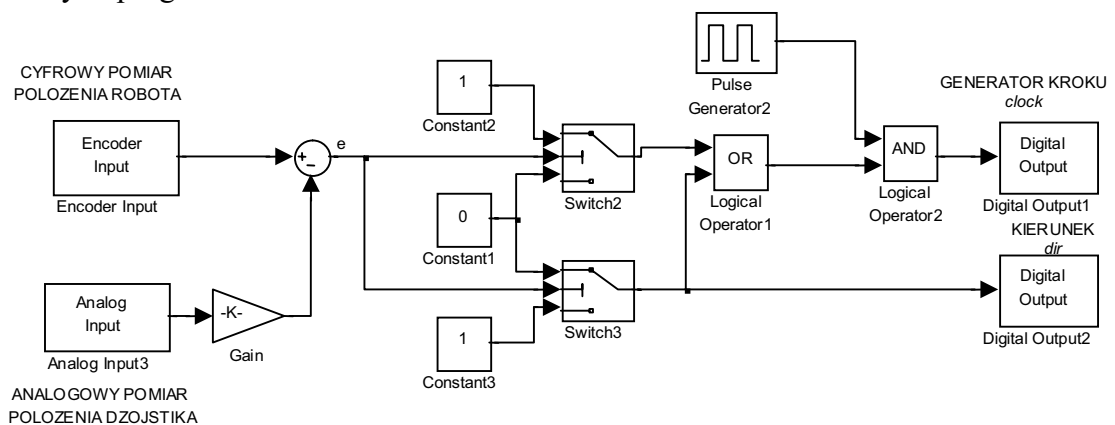 CYFROWY POMIAR
POLOZENIA ROBOTA
Encoder
Input
Encoder Input
Analog
Input
Analog Input3
ANALOGOWY POMIAR
POLOZENIA DZOJSTIKA
-K-
Gain
+
−
e
1
Constant2
0
Constant1
1
Constant3
Switch2
Switch3
Pulse
Generator2
OR
Logical
Operator1
AND
Logical
Operator2
GENERATOR KROKU
clock
Digital
Output
Digital Output1
KIERUNEK
dir
Digital
Output
Digital Output2